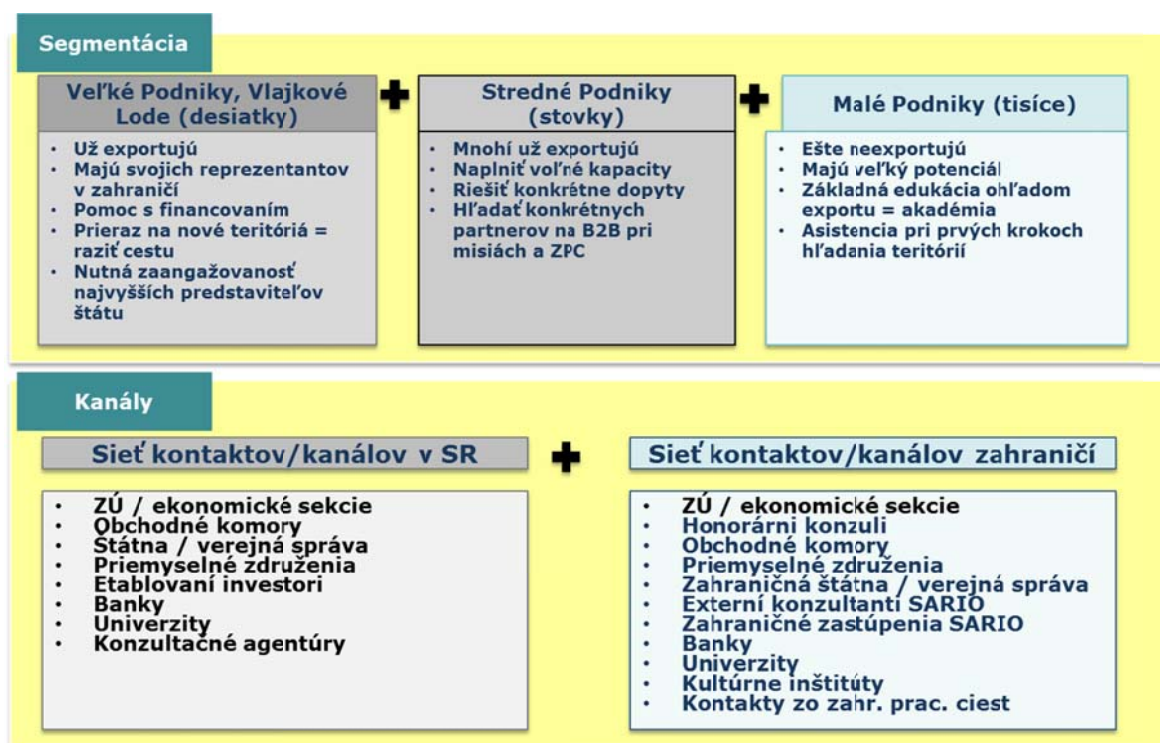 Segmentácia
Veľké Podniky, Vlajkové
Lode (desiatky)
• Už exportujú
• Majú svojich reprezentantov
v zahraničí
• Pomoc s financovaním
• Prieraz na nové teritóriá =
raziť cestu
• Nutná zaangažovanosť
najvyšších predstaviteľov
štátu
Stredné Podniky
(stovky)
• Mnohí už exportujú
• Naplniť voľné kapacity
• Riešiť konkrétne dopyty
• Hľadať konkrétnych
partnerov na B2B pri
misiách a ZPC
Malé Podniky (tisíce)
• Ešte neexportujú
• Majú veľký potenciál
• Základná edukácia ohľadom
exportu = akadémia
• Asistencia pri prvých krokoch
hľadania teritórií
Kanály
Sieť kontaktov/kanálov v SR
• ZÚ / ekonomické sekcie
• Obchodné komory
• Štátna / verejná správa
• Priemyselné združenia
• Etablovaní investori
• Banky
• Univerzity
• Konzultačné agentúry
Sieť kontaktov/kanálov zahraničí
• ZÚ / ekonomické sekcie
• Honorárni konzuli
• Obchodné komory
• Priemyselné združenia
• Zahraničná štátna / verejná správa
• Externí konzultanti SARIO
• Zahraničné zastúpenia SARIO
• Banky
• Univerzity
• Kultúrne inštitúty
• Kontakty zo zahr. prac. ciest